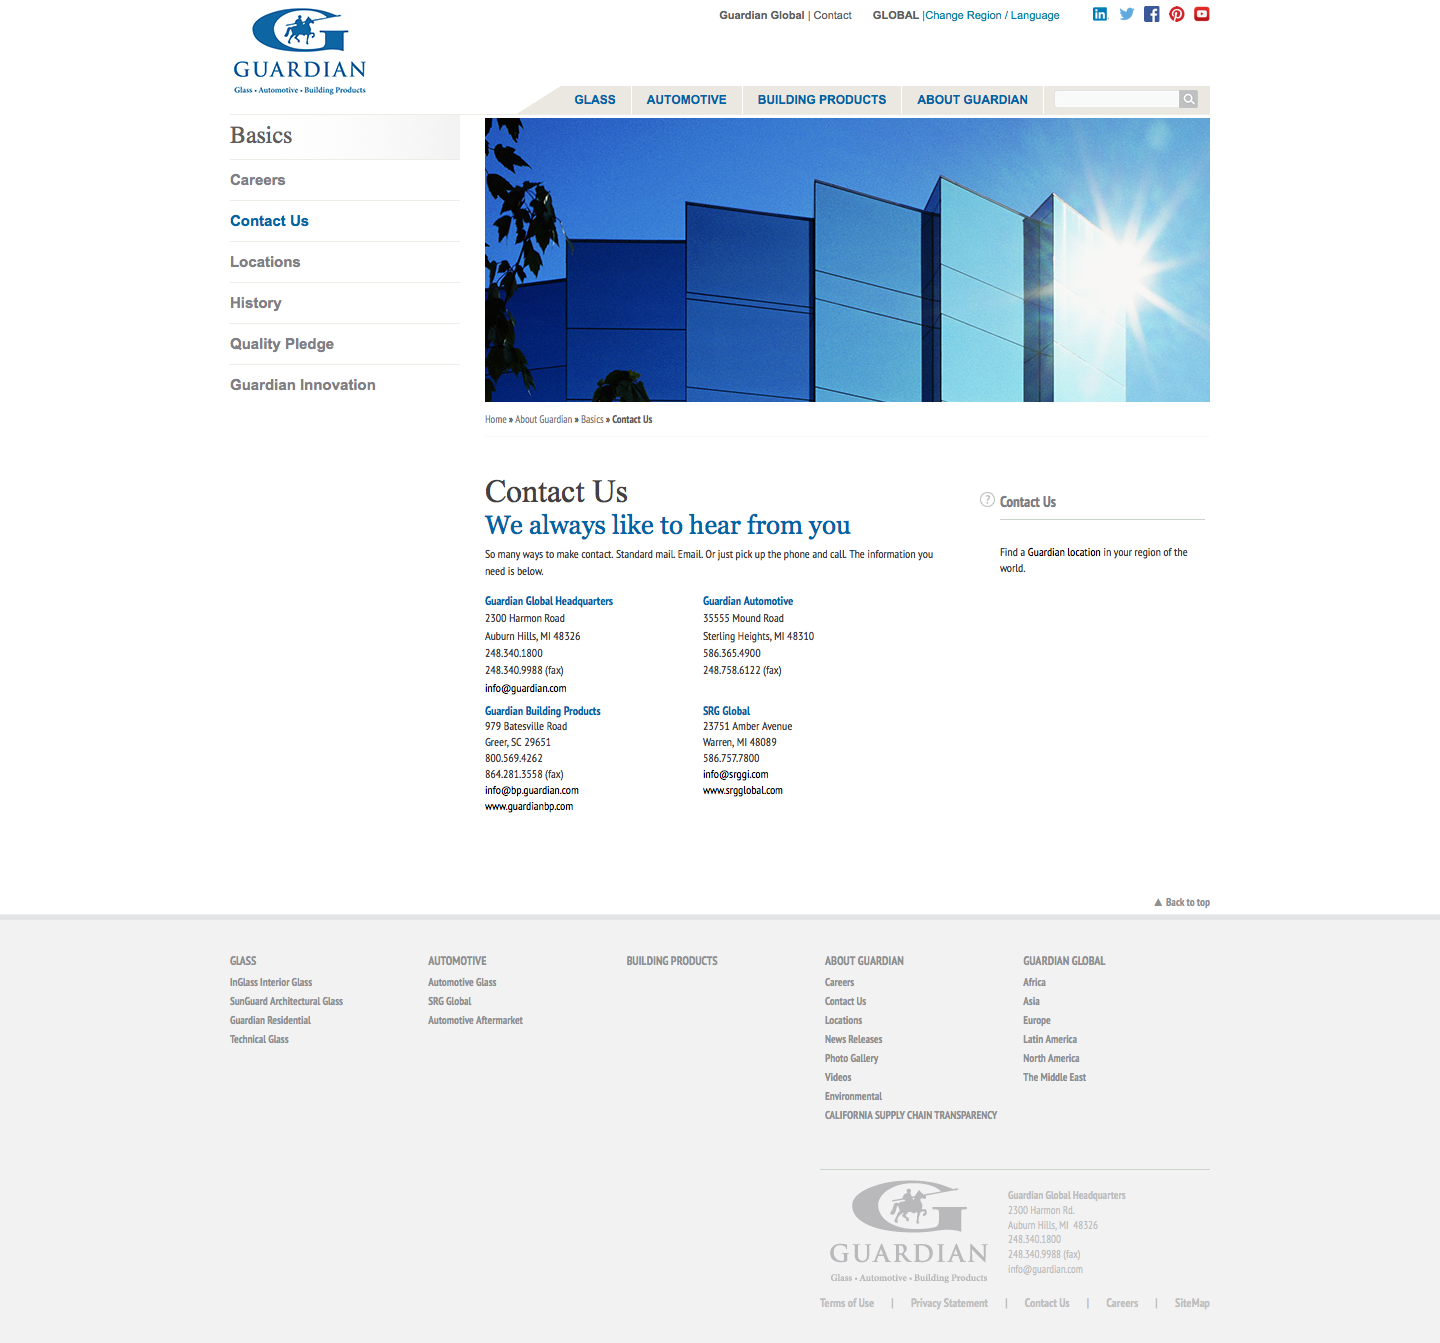 Guardian Global | Contact
GLOBAL |Change Region / Language
GUARDIAN
Glass • Automotive • Building Products
GLASS
AUTOMOTIVE
BUILDING PRODUCTS
ABOUT GUARDIAN
Basics
Careers
Contact Us
Locations
History
Quality Pledge
Guardian Innovation
Home » About Guardian » Basics » Contact Us
Contact Us
We always like to hear from you
So many ways to make contact. Standard mail. Email. Or just pick up the phone and call. The information you
need is below.
Guardian Global Headquarters
2300 Harmon Road
Auburn Hills, MI 48326
248.340.1800
248.340.9988 (fax)
info@guardian.com
Guardian Automotive
35555 Mound Road
Sterling Heights, MI 48310
586.365.4900
248.758.6122 (fax)
Guardian Building Products
979 Batesville Road
Greer, SC 29651
800.569.4262
864.281.3558 (fax)
info@bp.guardian.com
www.guardianbp.com
SRG Global
23751 Amber Avenue
Warren, MI 48089
586.757.7800
info@srggi.com
www.srgglobal.com
? Contact Us
Find a Guardian location in your region of the
world.
▲ Back to top
GLASS
InGlass Interior Glass
SunGuard Architectural Glass
Guardian Residential
Technical Glass
AUTOMOTIVE
Automotive Glass
SRG Global
Automotive Aftermarket
BUILDING PRODUCTS
ABOUT GUARDIAN
Careers
Contact Us
Locations
News Releases
Photo Gallery
Videos
Environmental
CALIFORNIA SUPPLY CHAIN TRANSPARENCY
GUARDIAN GLOBAL
Africa
Asia
Europe
Latin America
North America
The Middle East
GUARDIAN
Glass • Automotive • Building Products
Guardian Global Headquarters
2300 Harmon Rd.
Auburn Hills, MI 48326
248.340.1800
248.340.9988 (fax)
info@guardian.com
Terms of Use | Privacy Statement | Contact Us | Careers | SiteMap